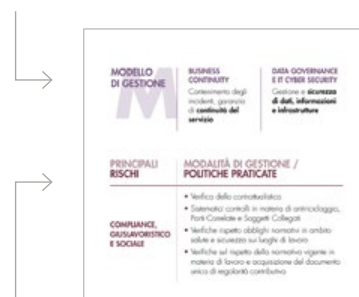 MODELLO
DI GESTIONE
M
BUSINESS
CONTINUITY
Contenimento degli
incidenti, garanzia
di continuità del
servizio
DATA GOVERNANCE
E IT CYBER SECURITY
Gestione e sicurezza
di dati, informazioni
e infrastrutture
PRINCIPALI
RISCHI
MODALITÀ DI GESTIONE /
POLITICHE PRATICATE
COMPLIANCE,
GIUSLAVORISTICO
E SOCIALE
• Verifica della contrattualistica
• Sistematici controlli in materia di antiriciclaggio,
Parti Correlate e Soggetti Collegati
• Verifiche rispetto obblighi normativi in ambito
salute e sicurezza sui luoghi di lavoro
• Verifiche sul rispetto della normativa vigente in
materia di lavoro e acquisizione del documento
unico di regolarità contributiva